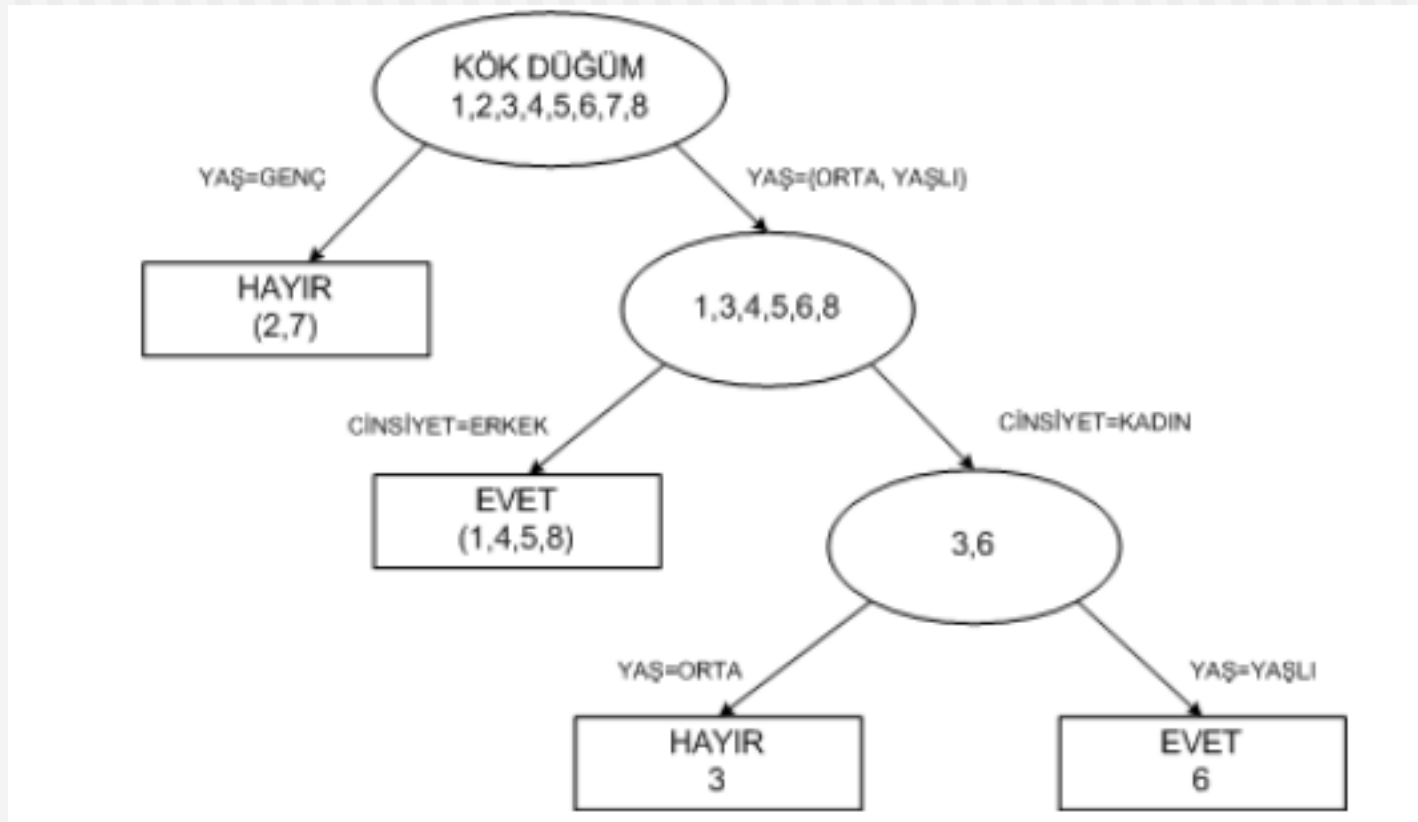 KÖK DÜĞÜM
1,2,3,4,5,6,7,8
YAŞ=GENÇ
YAŞ={ORTA, YAŞLI}
HAYIR
(2,7)
1,3,4,5,6,8
CİNSİYET=ERKEK
CİNSİYET=KADIN
EVET
(1,4,5,8)
3,6
YAŞ=ORTA
YAŞ=YAŞLI
HAYIR
3
EVET
6